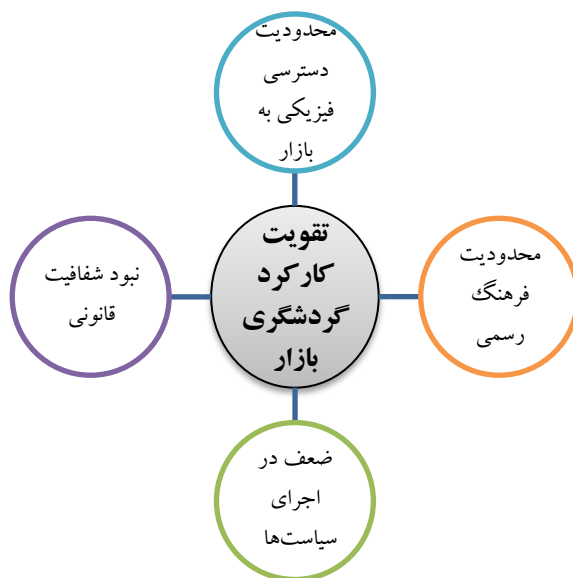 محدودیت
دسترسی
فیزیکی به
بازار
تقویت
کارکرد
گردشگری
بازار
محدودیت
فرهنگ
رسمی
نبود شفافیت
قانونی
ضعف در
اجرای
سیاست‌ها